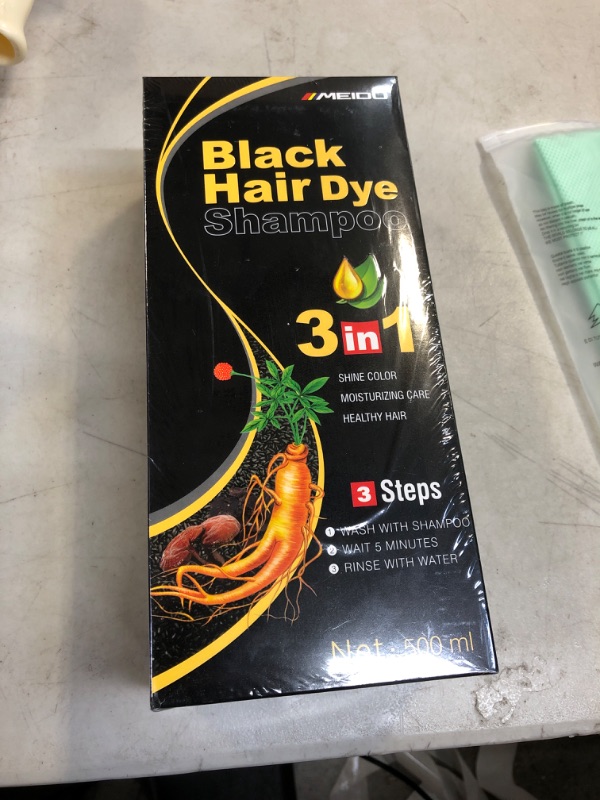 MEIDU
Black
Hair Dye
Shampoo
3 in 1
SHINE COLOR
MOISTURIZING CARE
HEALTHY HAIR
3 Steps
1 WASH WITH SHAMPOO
2 WAIT 5 MINUTES
3 RINSE WITH WATER
Net 500 ml